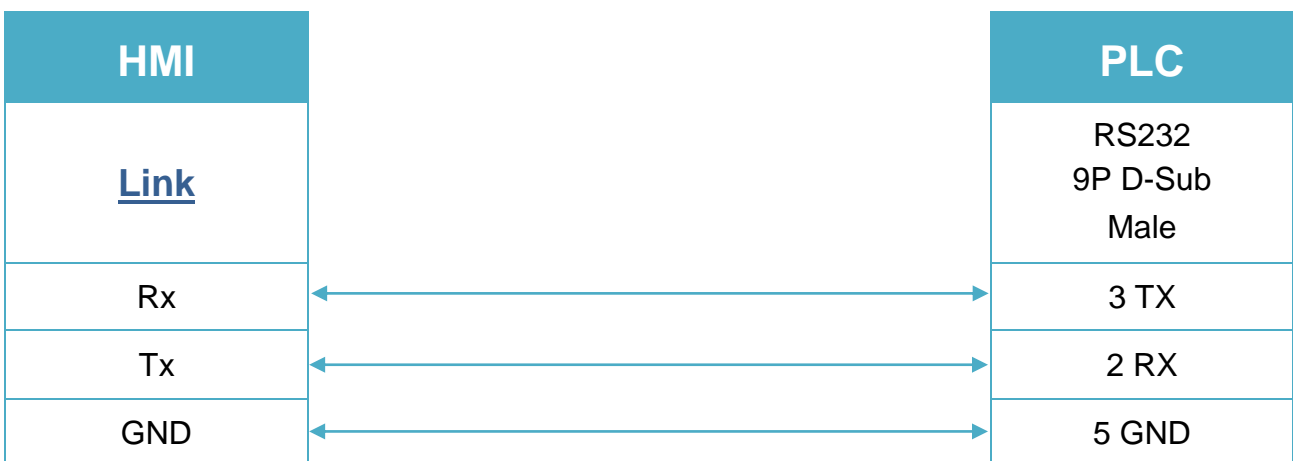 HMI
PLC
Link
RS232
9P D-Sub
Male
Rx
3 TX
Tx
2 RX
GND
5 GND